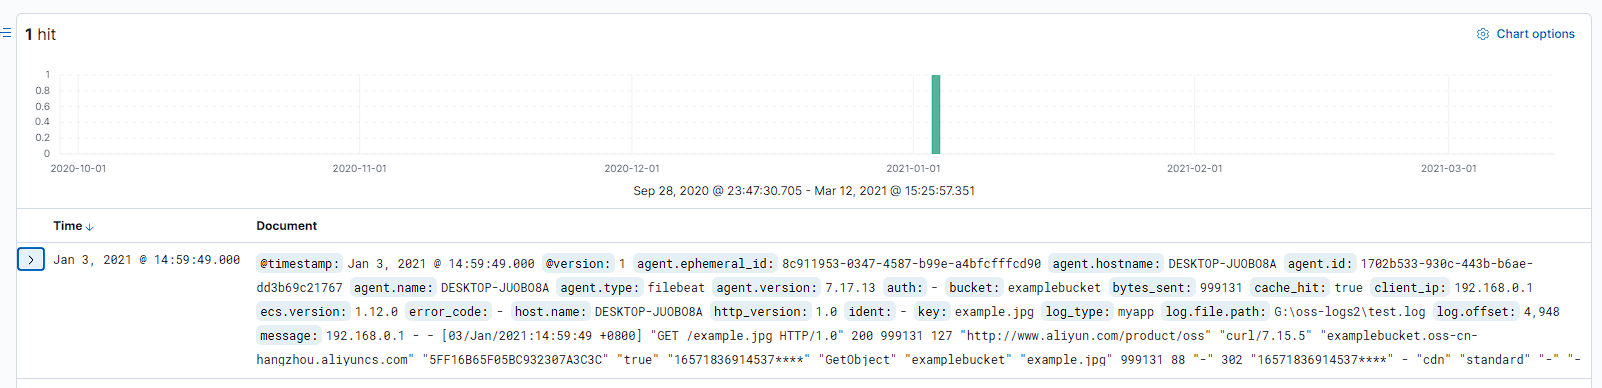 1 hit
Chart options
1
0.8
0.6
0.4
0.2
0
2020-10-01 2020-11-01 2020-12-01 2021-01-01 2021-02-01 2021-03-01
Sep 28, 2020 @ 23:47:30.705 - Mar 12, 2021 @ 15:25:57.351
Time Document
Jan 3, 2021 @ 14:59:49.000 @timestamp: Jan 3, 2021 @ 14:59:49.000 @version: 1 agent.ephemeral_id: 8c911953-0347-4587-b99e-a4bfcfffcd90 agent.hostname: DESKTOP-JUOBO8A agent.id: 1702b533-930c-443b-b6ae-
dd3b69c21767 agent.name: DESKTOP-JUOBO8A agent.type: filebeat agent.version: 7.17.13 auth: - bucket: examplebucket bytes_sent: 999131 cache_hit: true client_ip: 192.168.0.1
ecs.version: 1.12.0 error_code: - host.name: DESKTOP-JUOBO8A http_version: 1.0 ident: - key: example.jpg log_type: myapp log.file.path: G:\oss-logs2\test.log log.offset: 4,948
message: 192.168.0.1 - - [03/Jan/2021:14:59:49 +0800] "GET /example.jpg HTTP/1.0" 200 999131 127 "http://www.aliyun.com/product/oss" "curl/7.15.5" "examplebucket.oss-cn-
hangzhou.aliyuncs.com" "5FF16B65F05BC932307A3C3C" "true" "16571836914537****" "GetObject" "examplebucket" "example.jpg" 999131 88 "-" 302 "16571836914537****" - "cdn" "standard" "-" "-